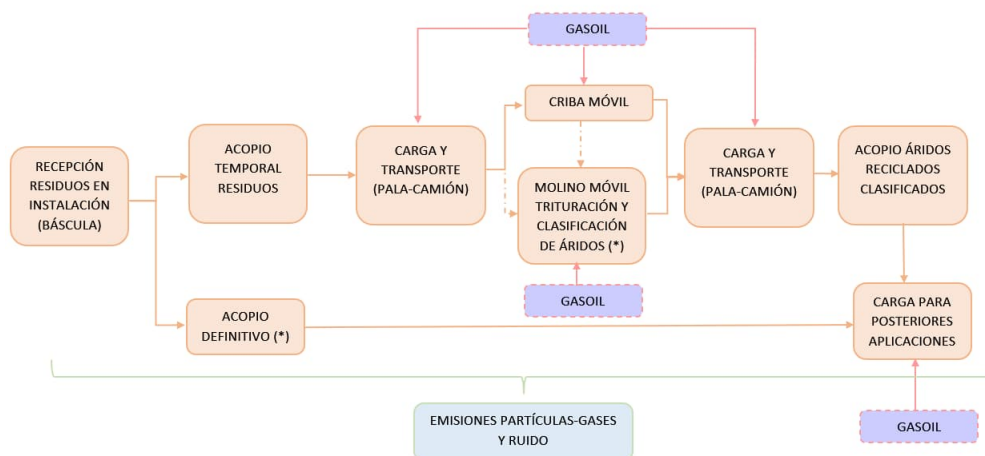 GASOIL
CRIBA MÓVIL
RECEPCIÓN
RESIDUOS EN
INSTALACIÓN
(BÁSCULA)
ACOPIO
TEMPORAL
RESIDUOS
CARGA Y
TRANSPORTE
(PALA-CAMIÓN)
MOLINO MÓVIL
TRITURACIÓN Y
CLASIFICACIÓN
DE ÁRIDOS (*)
CARGA Y
TRANSPORTE
(PALA-CAMIÓN)
ACOPIO ÁRIDOS
RECICLADOS
CLASIFICADOS
GASOIL
ACOPIO
DEFINITIVO (*)
CARGA PARA
POSTERIORES
APLICACIONES
EMISIONES PARTÍCULAS-GASES
Y RUIDO
GASOIL